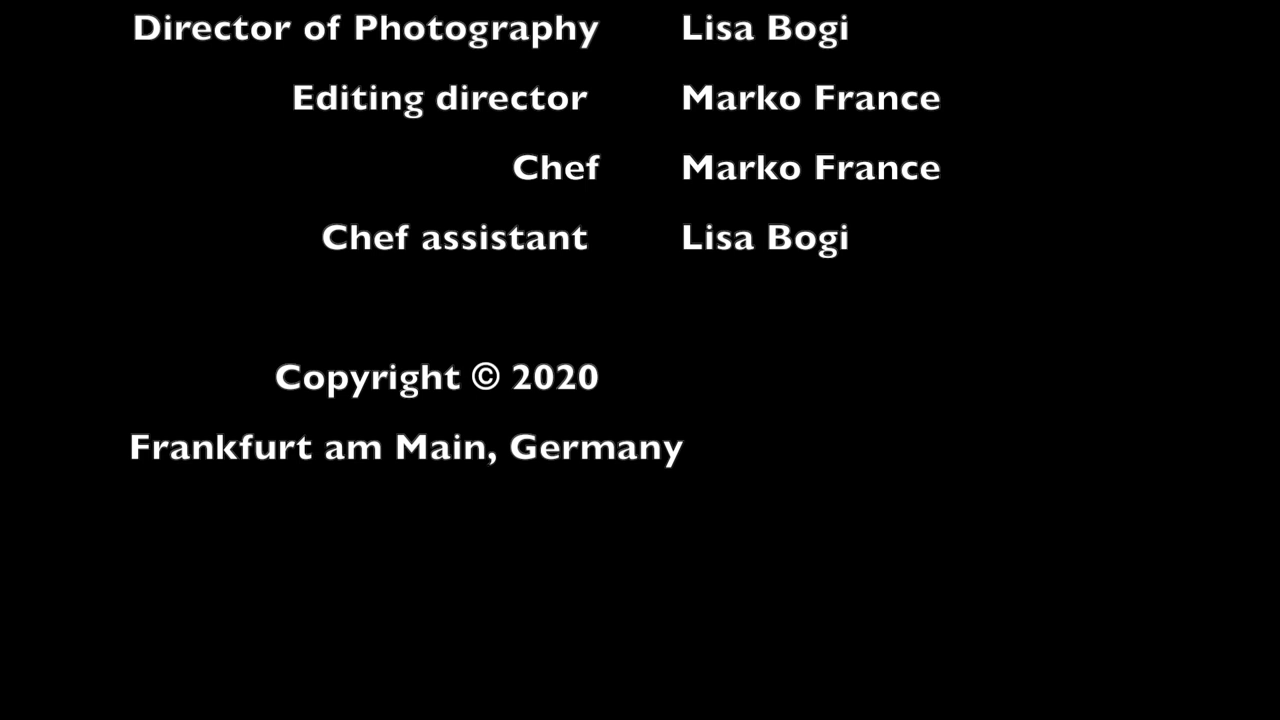 Director of Photography Lisa Bogi
Editing director Marko France
Chef Marko France
Chef assistant Lisa Bogi
Copyright © 2020
Frankfurt am Main, Germany